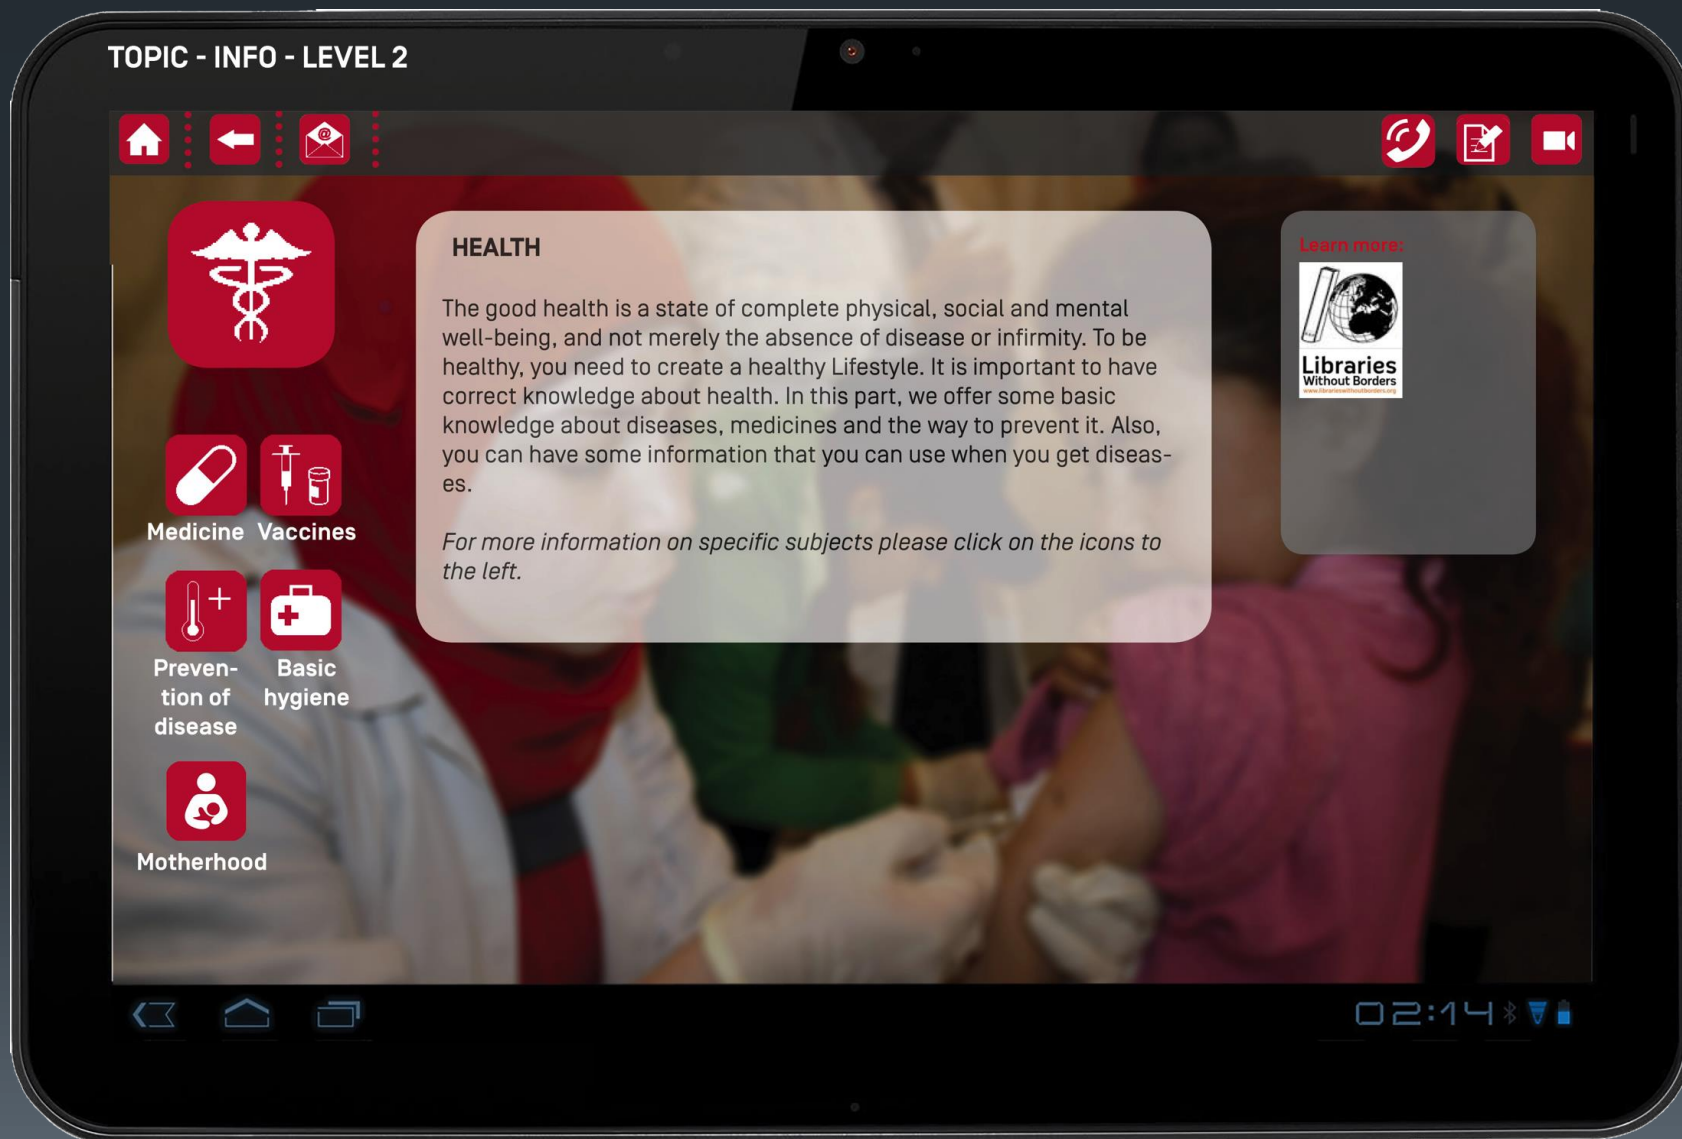 TOPIC - INFO - LEVEL 2
@
HEALTH
The good health is a state of complete physical, social and mental
well-being, and not merely the absence of disease or infirmity. To be
healthy, you need to create a healthy Lifestyle. It is important to have
correct knowledge about health. In this part, we offer some basic
knowledge about diseases, medicines and the way to prevent it. Also,
you can have some information that you can use when you get diseas-
es.
For more information on specific subjects please click on the icons to
the left.
Medicine
Vaccines
Preven-
tion of
disease
Basic
hygiene
Motherhood
Learn more:
Libraries
Without Borders
www.librarieswithoutborders.org
02:14